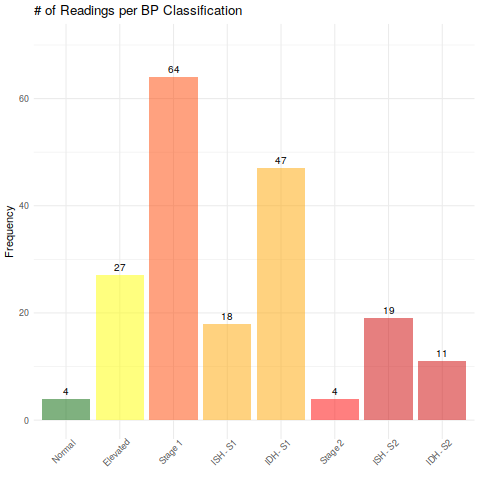 # of Readings per BP Classification
Frequency
60
40
20
0
4
27
64
18
47
4
19
11
Normal
Elevated
Stage 1
ISH - S1
IDH - S1
Stage 2
ISH - S2
IDH - S2